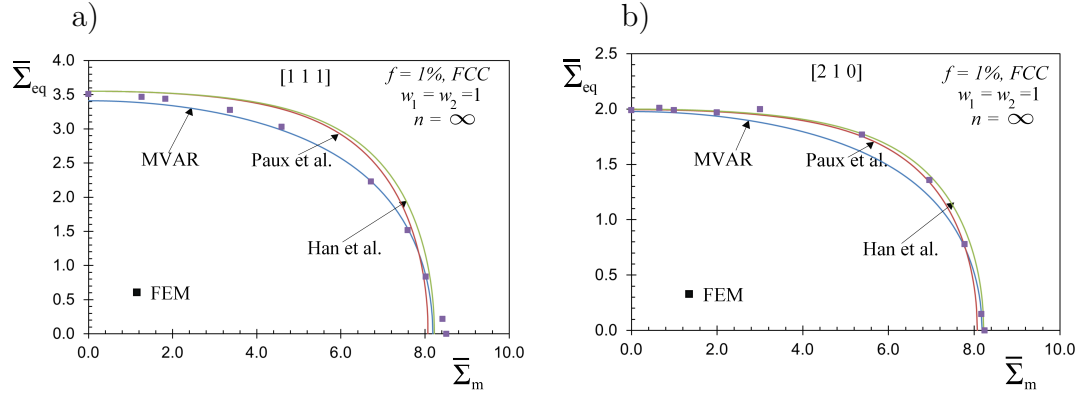 a)
Σ̅eq
4.0
3.5
3.0
2.5
2.0
1.5
1.0
0.5
0.0
[1 1 1]
f = 1%, FCC
w1 = w2 = 1
n = ∞
MVAR
Paux et al.
Han et al.
FEM
0.0 2.0 4.0 6.0 8.0 10.0
Σ̅m
b)
Σ̅eq
2.5
2.0
1.5
1.0
0.5
0.0
[2 1 0]
f = 1%, FCC
w1 = w2 = 1
n = ∞
MVAR
Paux et al.
Han et al.
FEM
0.0 2.0 4.0 6.0 8.0 10.0
Σ̅m